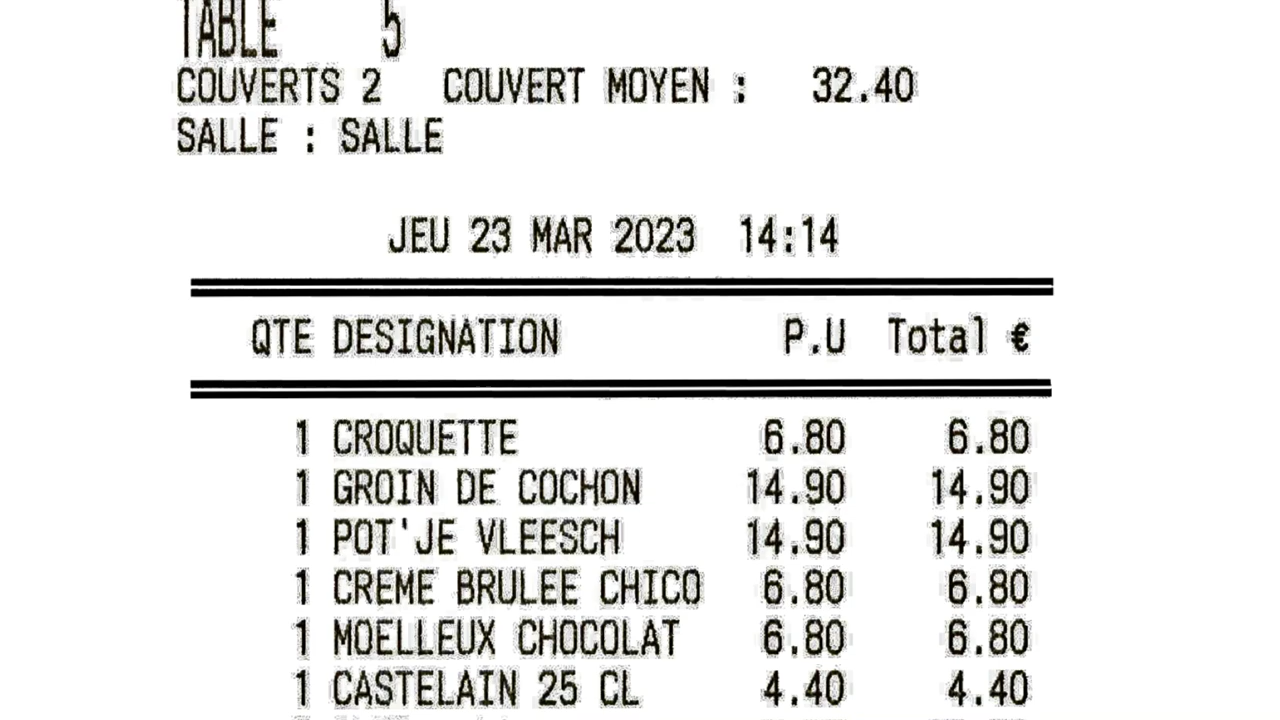 TABLE 5
COUVERTS 2 COUVERT MOYEN : 32.40
SALLE : SALLE
JEU 23 MAR 2023 14:14
QTE DESIGNATION P.U Total €
1 CROQUETTE 6.80 6.80
1 GROIN DE COCHON 14.90 14.90
1 POT'JE VLEESCH 14.90 14.90
1 CREME BRULEE CHICO 6.80 6.80
1 MOELLEUX CHOCOLAT 6.80 6.80
1 CASTELAIN 25 CL 4.40 4.40